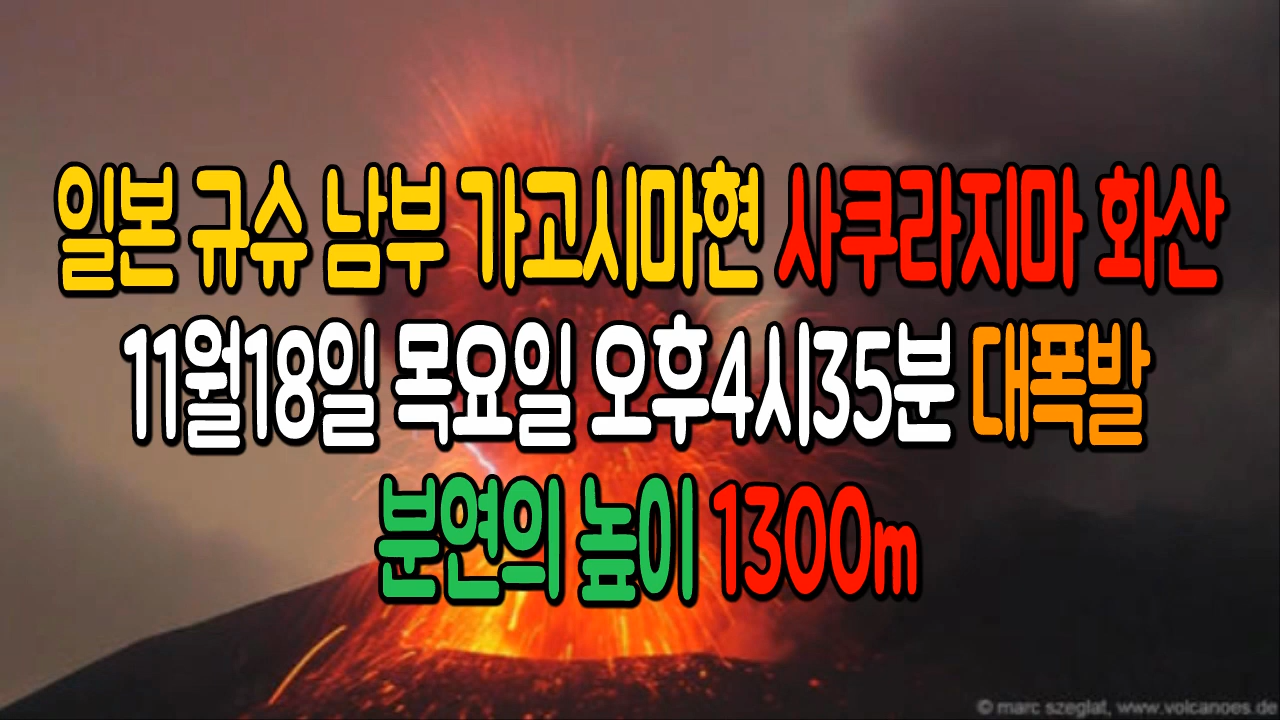 일본 규슈 남부 가고시마현 사쿠라지마 화산
11월18일 목요일 오후4시35분 대폭발
분연의 높이 1300m
© marc szeglat, www.volcanoes.de